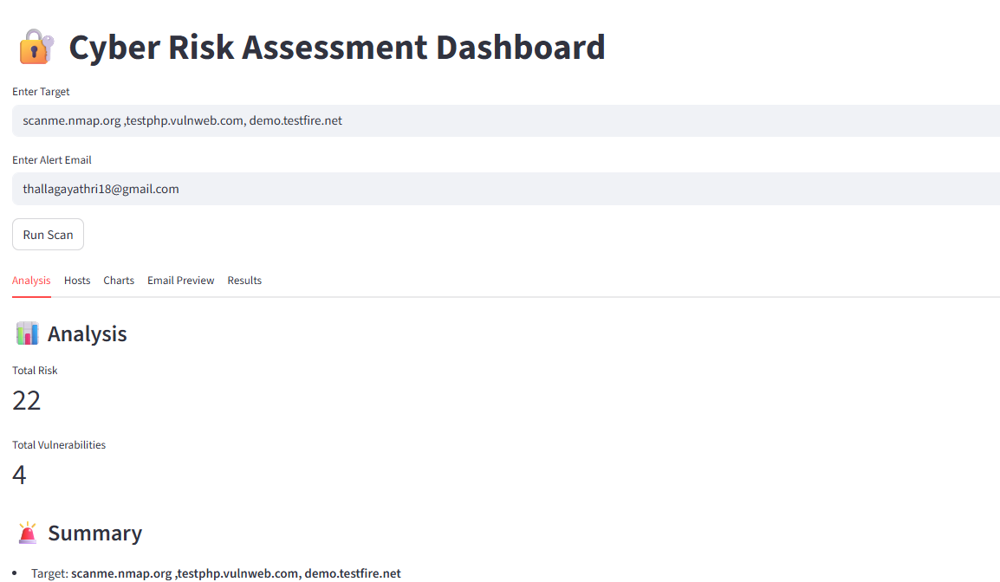 Cyber Risk Assessment Dashboard
Enter Target
scanme.nmap.org ,testphp.vulnweb.com, demo.testfire.net
Enter Alert Email
thallagayathri18@gmail.com
Run Scan
Analysis Hosts Charts Email Preview Results
Analysis
Total Risk
22
Total Vulnerabilities
4
Summary
• Target: scanme.nmap.org ,testphp.vulnweb.com, demo.testfire.net